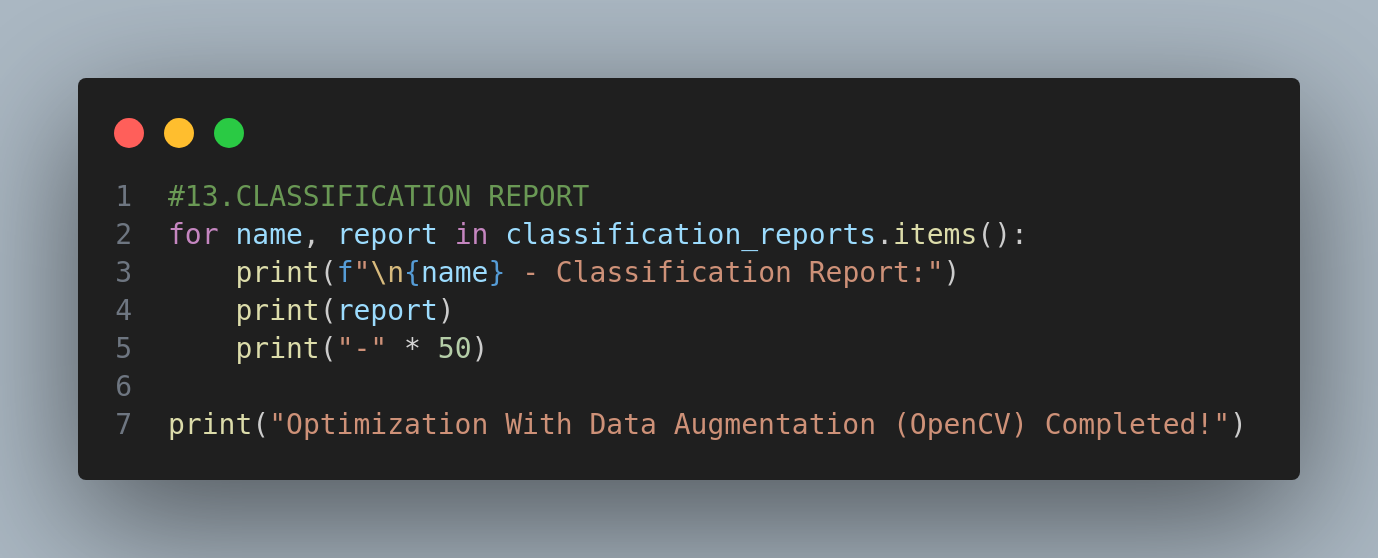 1 #13.CLASSIFICATION REPORT
2 for name, report in classification_reports.items():
3     print(f"\n{name} - Classification Report:")
4     print(report)
5     print("-" * 50)
6
7 print("Optimization With Data Augmentation (OpenCV) Completed!")